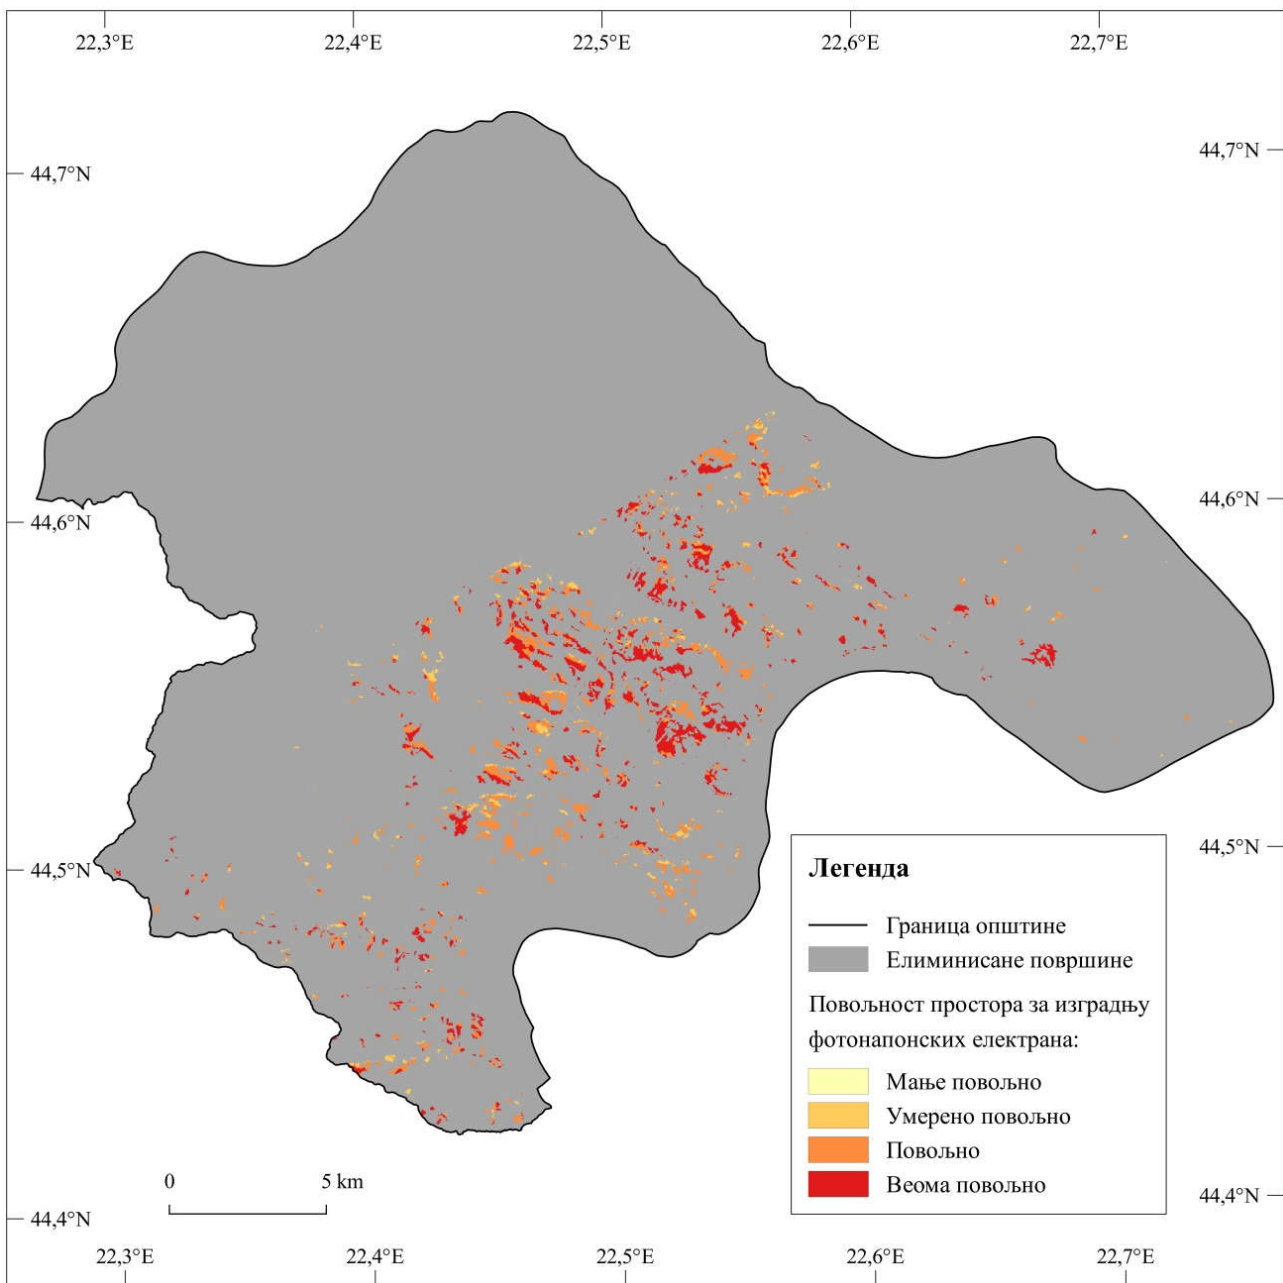 22,3°E 22,4°E 22,5°E 22,6°E 22,7°E
44,7°N
44,7°N
44,6°N
44,6°N
44,5°N
44,5°N
Легенда
Граница општине
Елиминисане површине
Повољност простора за изградњу
фотонапонских електрана:
Мање повољно
Умерено повољно
Повољно
Веома повољно
0 5 km
44,4°N
44,4°N
22,3°E 22,4°E 22,5°E 22,6°E 22,7°E